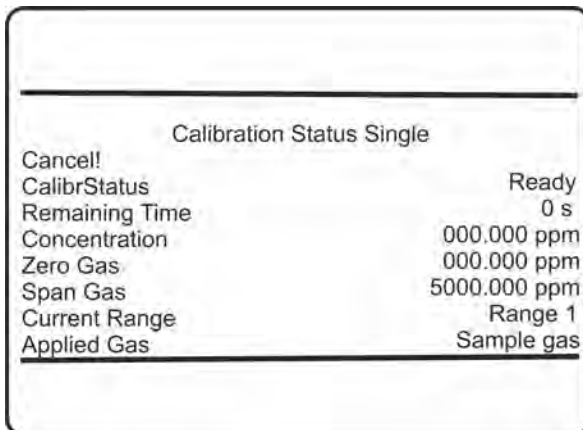 Calibration Status Single
Cancel!
CalibrStatus Ready
Remaining Time 0 s
Concentration 000.000 ppm
Zero Gas 000.000 ppm
Span Gas 5000.000 ppm
Current Range Range 1
Applied Gas Sample gas